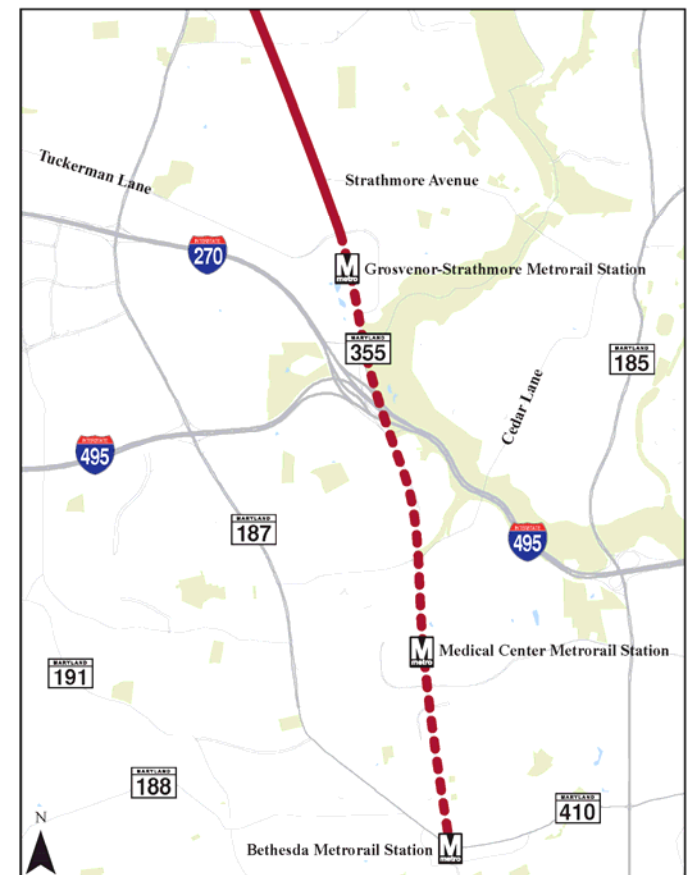 Tuckerman Lane
Strathmore Avenue
INTERSTATE
270
M
metro
Grosvenor-Strathmore Metrorail Station
MARYLAND
355
MARYLAND
185
Cedar Lane
INTERSTATE
495
MARYLAND
187
INTERSTATE
495
M
metro
Medical Center Metrorail Station
MARYLAND
191
MARYLAND
188
MARYLAND
410
N
Bethesda Metrorail Station
M
metro